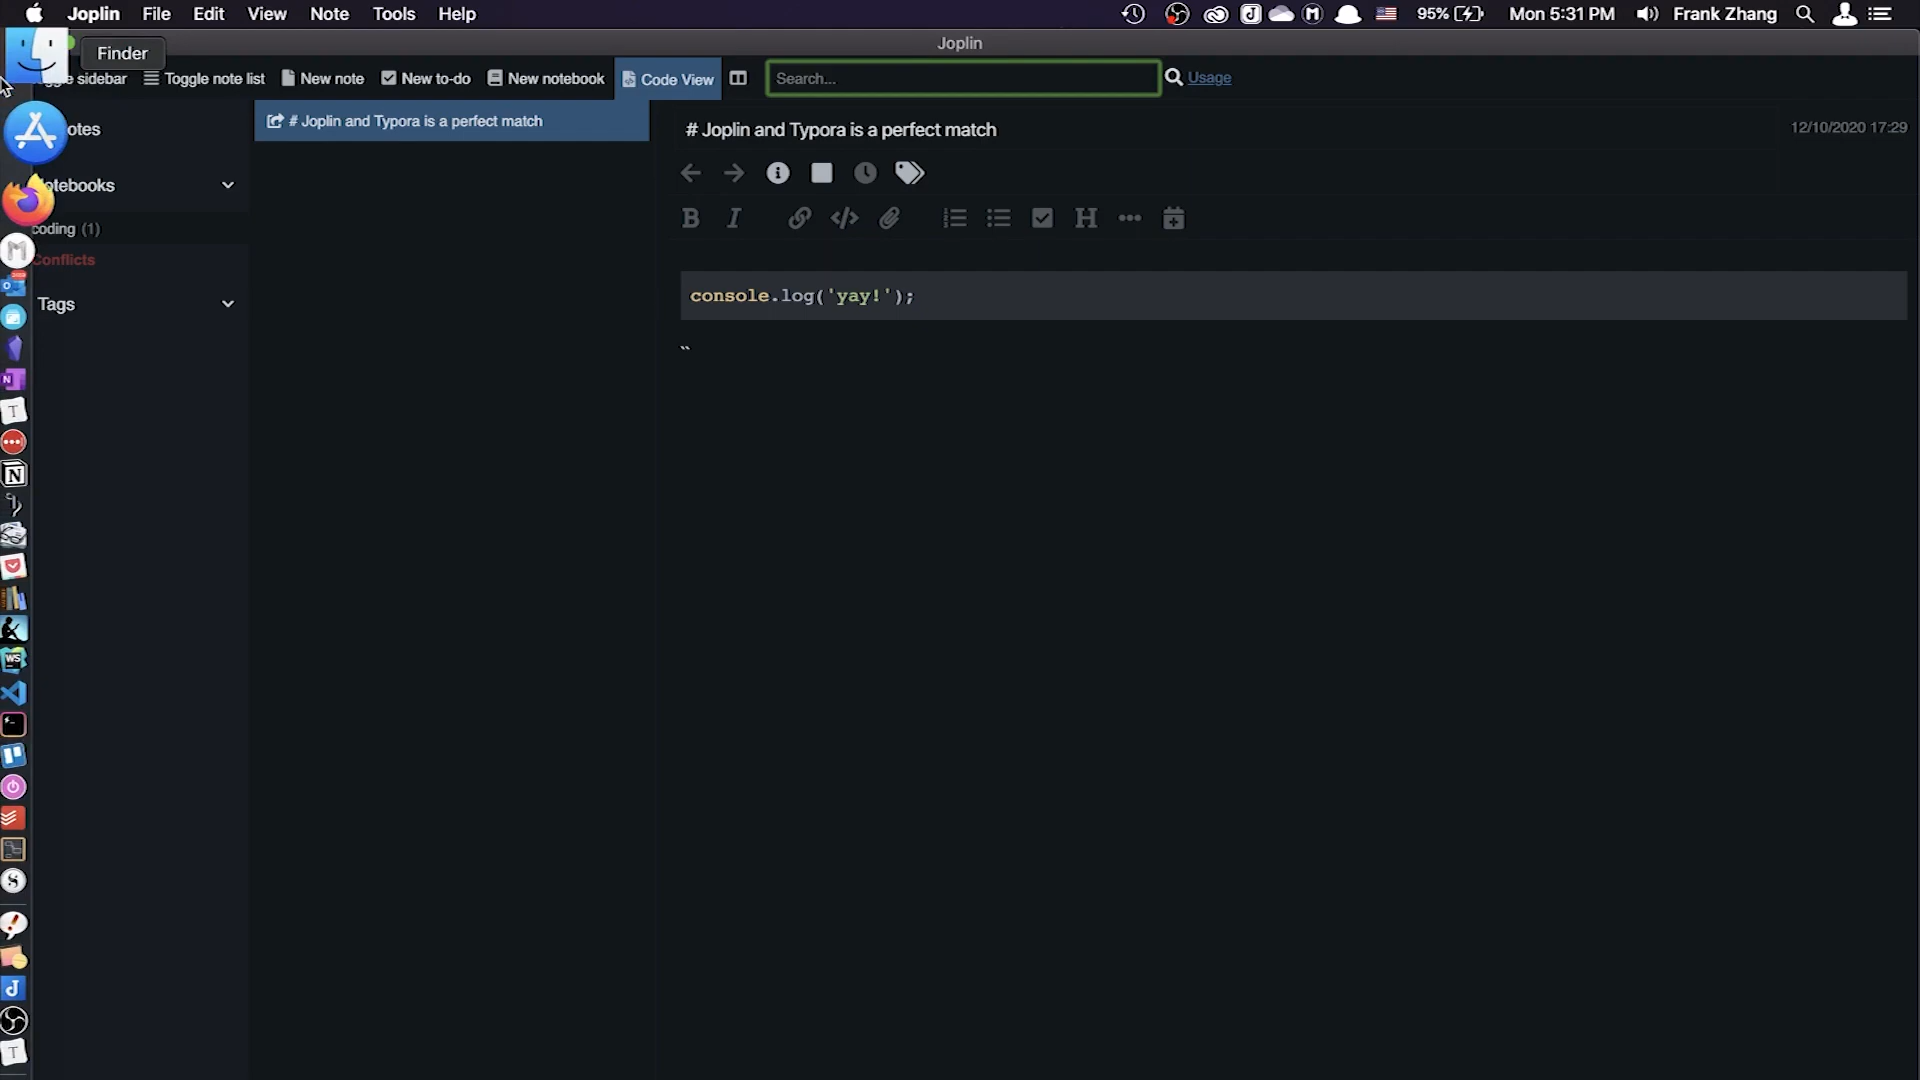 Joplin File Edit View Note Tools Help 95% Mon 5:31 PM Frank Zhang
Joplin
Finder
sidebar Toggle note list New note New to-do New notebook Code View Search... Usage
# Joplin and Typora is a perfect match
# Joplin and Typora is a perfect match 12/10/2020 17:29
otes
otebooks
coding (1)
Conflicts
Tags
B I H
console.log('yay!');
``